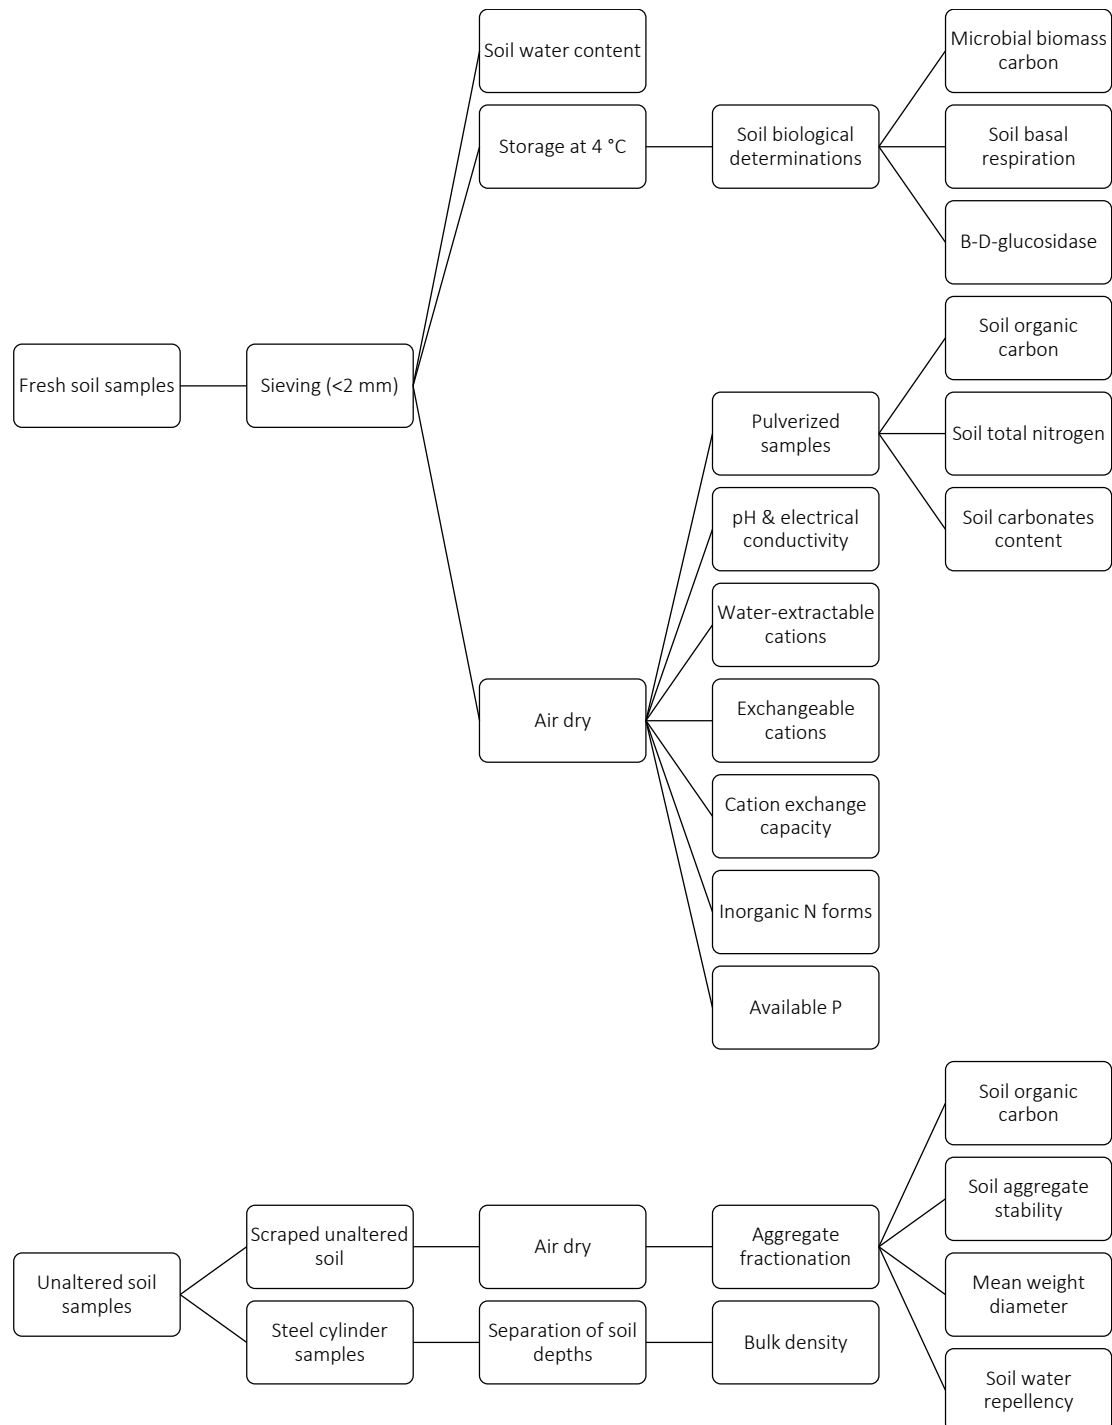 Fresh soil samples
Sieving (<2 mm)
Soil water content
Storage at 4 °C
Soil biological
determinations
Microbial biomass
carbon
Soil basal
respiration
B-D-glucosidase
Air dry
Pulverized
samples
Soil organic
carbon
Soil total nitrogen
Soil carbonates
content
pH & electrical
conductivity
Water-extractable
cations
Exchangeable
cations
Cation exchange
capacity
Inorganic N forms
Available P
Unaltered soil
samples
Scraped unaltered
soil
Air dry
Aggregate
fractionation
Soil organic
carbon
Soil aggregate
stability
Mean weight
diameter
Soil water
repellency
Steel cylinder
samples
Separation of soil
depths
Bulk density